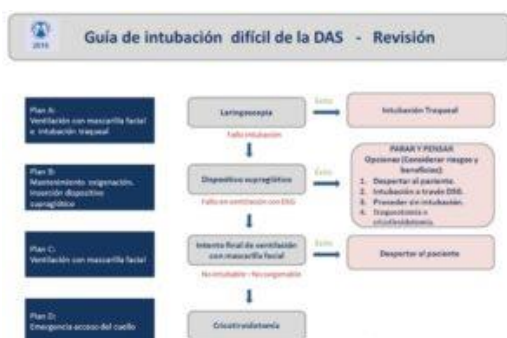 Guía de intubación difícil de la DAS - Revisión
2015
Plan A:
Ventilación con mascarilla facial
e intubación traqueal
Laringoscopia
Éxito
Intubación Traqueal
Fallo intubación
Plan B:
Mantenimiento oxigenación.
Inserción dispositivo
supraglótico
Dispositivo supraglótico
Éxito
PARAR Y PENSAR
Opciones (Considerar riesgos y
beneficios):
1. Despertar al paciente.
2. Intubación a través DSG.
3. Proceder sin intubación.
4. Traqueotomía o
cricotiroidotomía.
Fallo en ventilación con DSG
Plan C:
Ventilación con mascarilla facial
Intento final de ventilación
con mascarilla facial
Éxito
Despertar al paciente
No intubable - No oxigenable
Plan D:
Emergencia acceso del cuello
Cricotiroidotomía